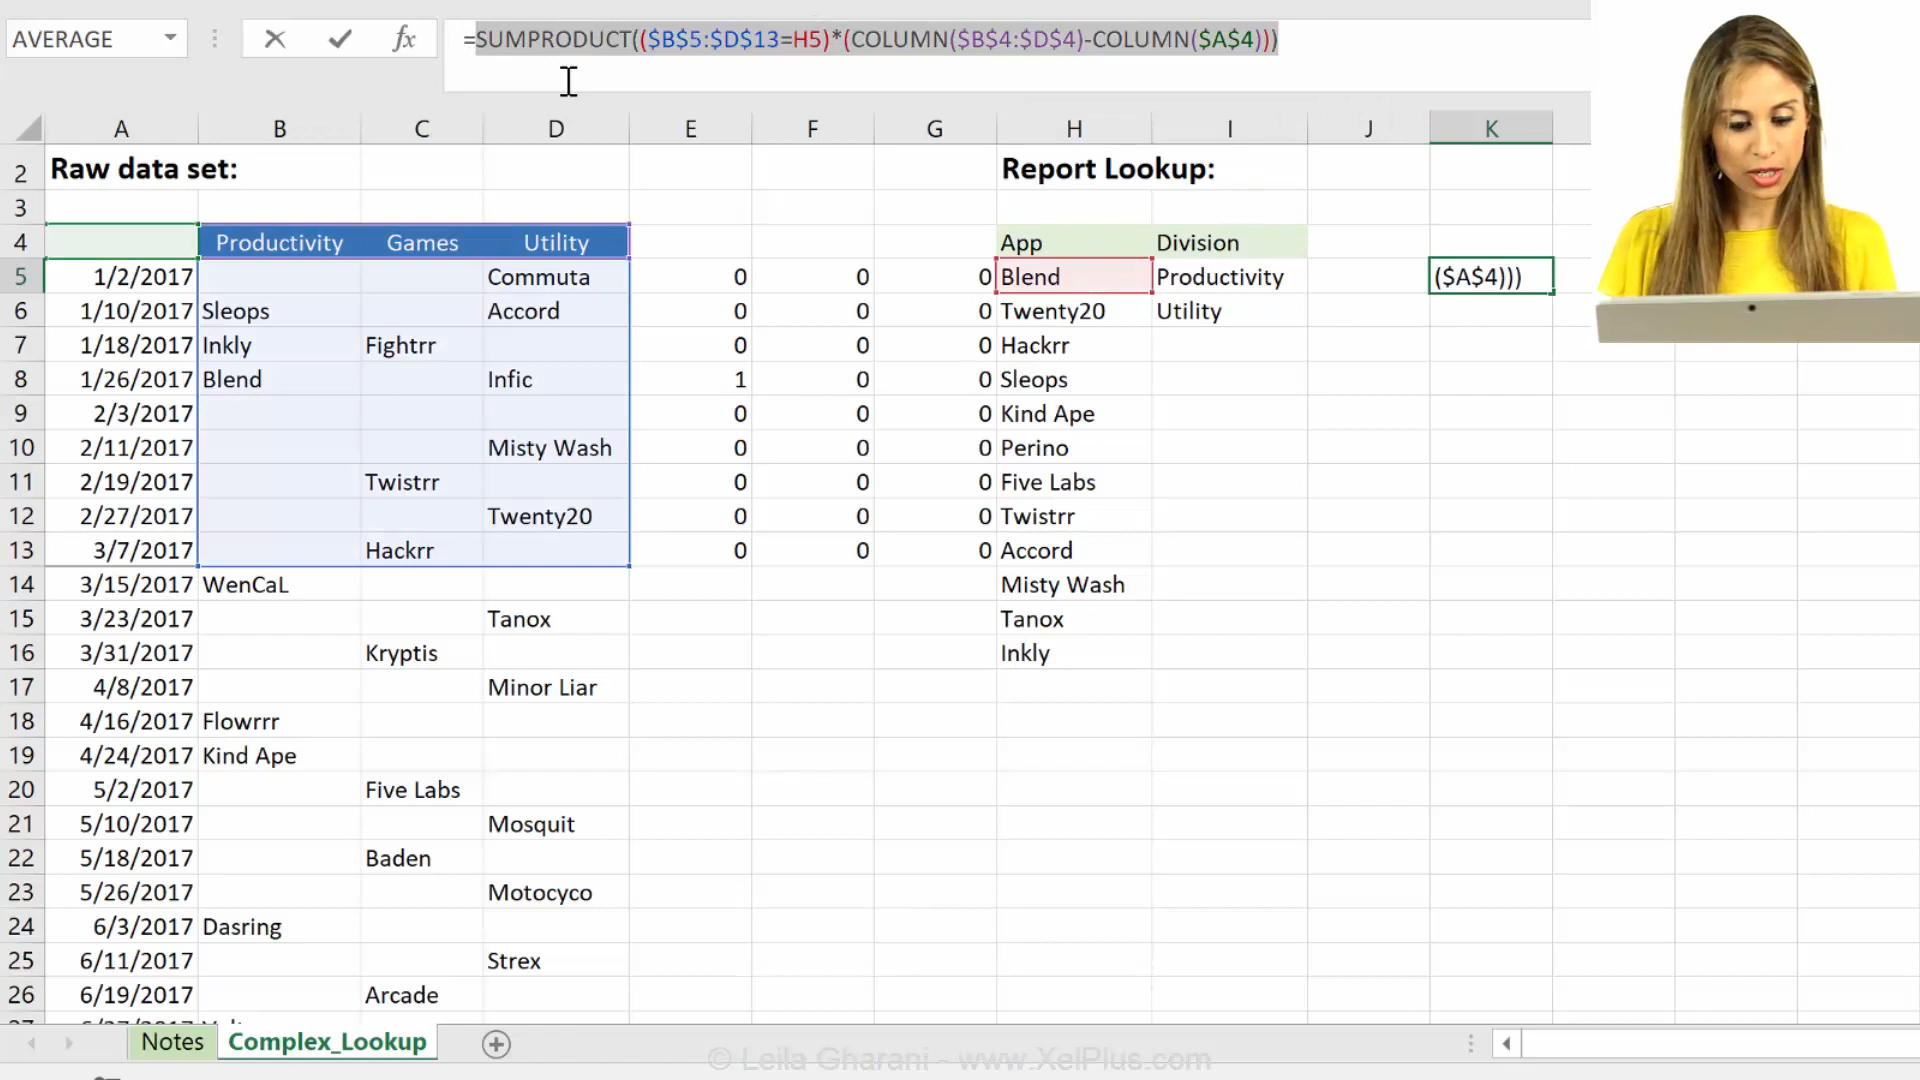 AVERAGE fx =SUMPRODUCT(($B$5:$D$13=H5)*(COLUMN($B$4:$D$4)-COLUMN($A$4)))
A B C D E F G H I J K
2 Raw data set: Report Lookup:
3
4 Productivity Games Utility App Division
5 1/2/2017 Commuta 0 0 0 Blend Productivity ($A$4)))
6 1/10/2017 Sleops Accord 0 0 0 Twenty20 Utility
7 1/18/2017 Inkly Fightrr 0 0 0 Hackrr
8 1/26/2017 Blend Infic 1 0 0 Sleops
9 2/3/2017 0 0 0 Kind Ape
10 2/11/2017 Misty Wash 0 0 0 Perino
11 2/19/2017 Twistrr 0 0 0 Five Labs
12 2/27/2017 Twenty20 0 0 0 Twistrr
13 3/7/2017 Hackrr 0 0 0 Accord
14 3/15/2017 WenCaL Misty Wash
15 3/23/2017 Tanox Tanox
16 3/31/2017 Kryptis Inkly
17 4/8/2017 Minor Liar
18 4/16/2017 Flowrrr
19 4/24/2017 Kind Ape
20 5/2/2017 Five Labs
21 5/10/2017 Mosquit
22 5/18/2017 Baden
23 5/26/2017 Motocyco
24 6/3/2017 Dasring
25 6/11/2017 Strex
26 6/19/2017 Arcade
Notes Complex_Lookup
© Leila Gharani - www.XelPlus.com